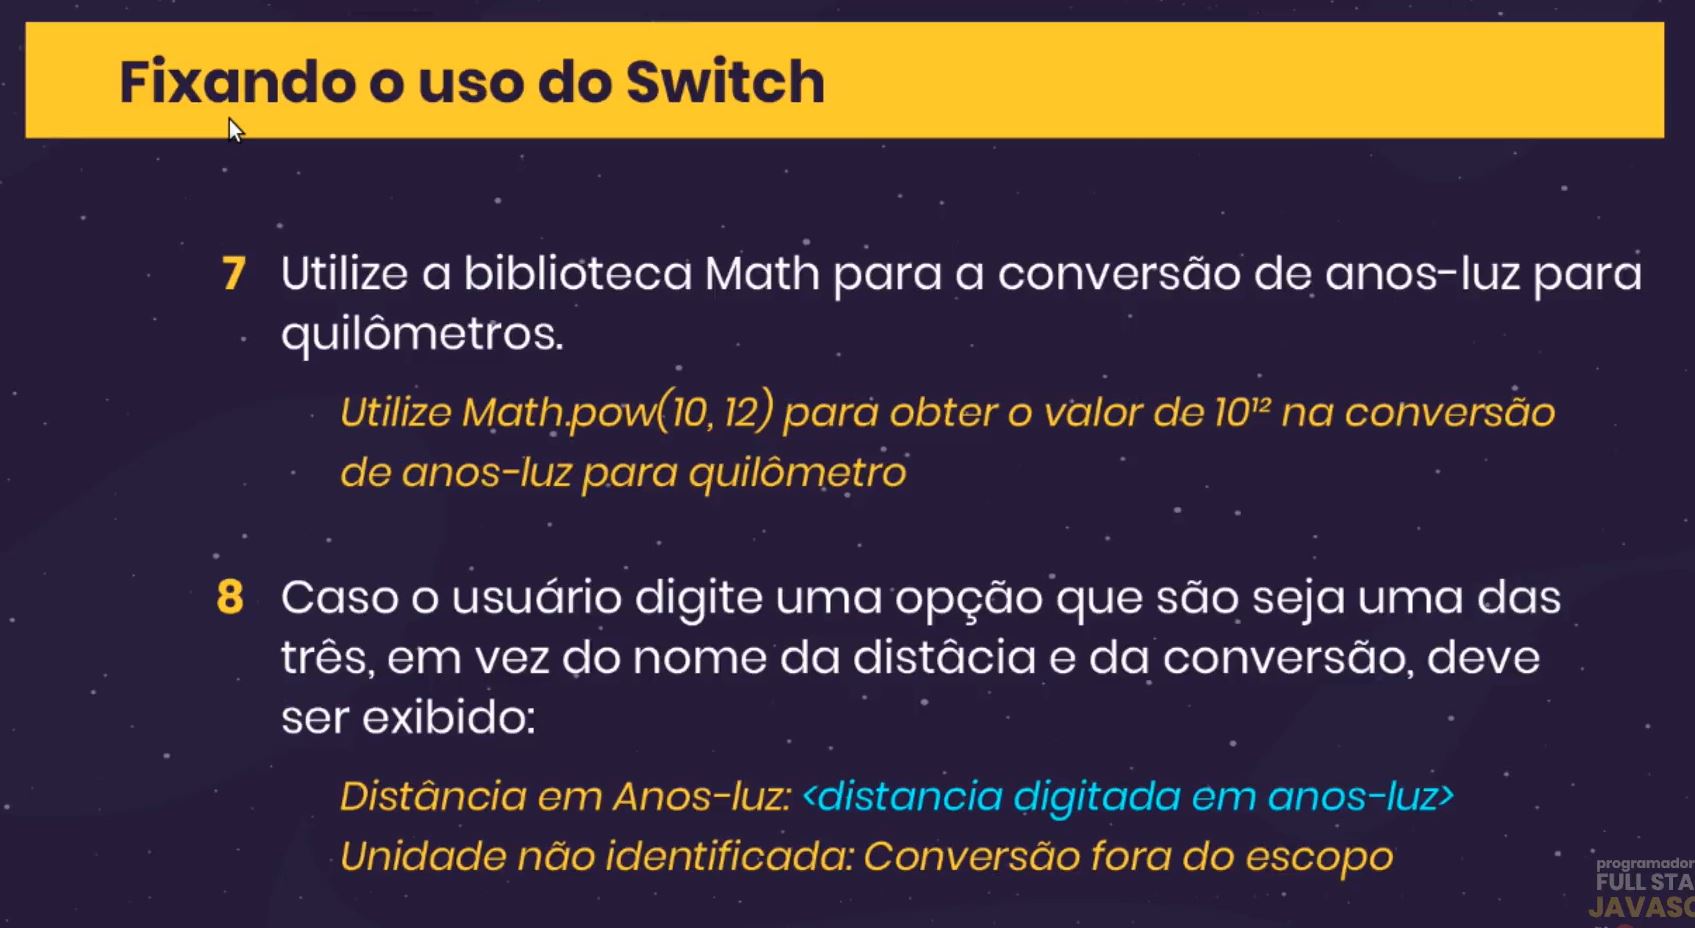 Fixando o uso do Switch
7 Utilize a biblioteca Math para a conversão de anos-luz para
quilômetros.
Utilize Math.pow(10, 12) para obter o valor de 10¹² na conversão
de anos-luz para quilômetro
8 Caso o usuário digite uma opção que são seja uma das
três, em vez do nome da distâcia e da conversão, deve
ser exibido:
Distância em Anos-luz: <distancia digitada em anos-luz>
Unidade não identificada: Conversão fora do escopo
programador
FULL STA
JAVASC